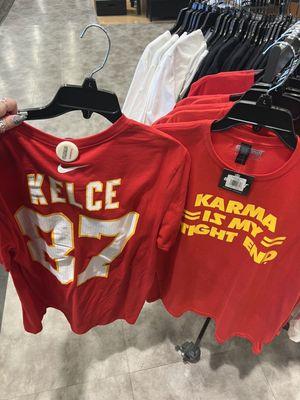 KELCE
87
KARMA
IS MY
TIGHT END